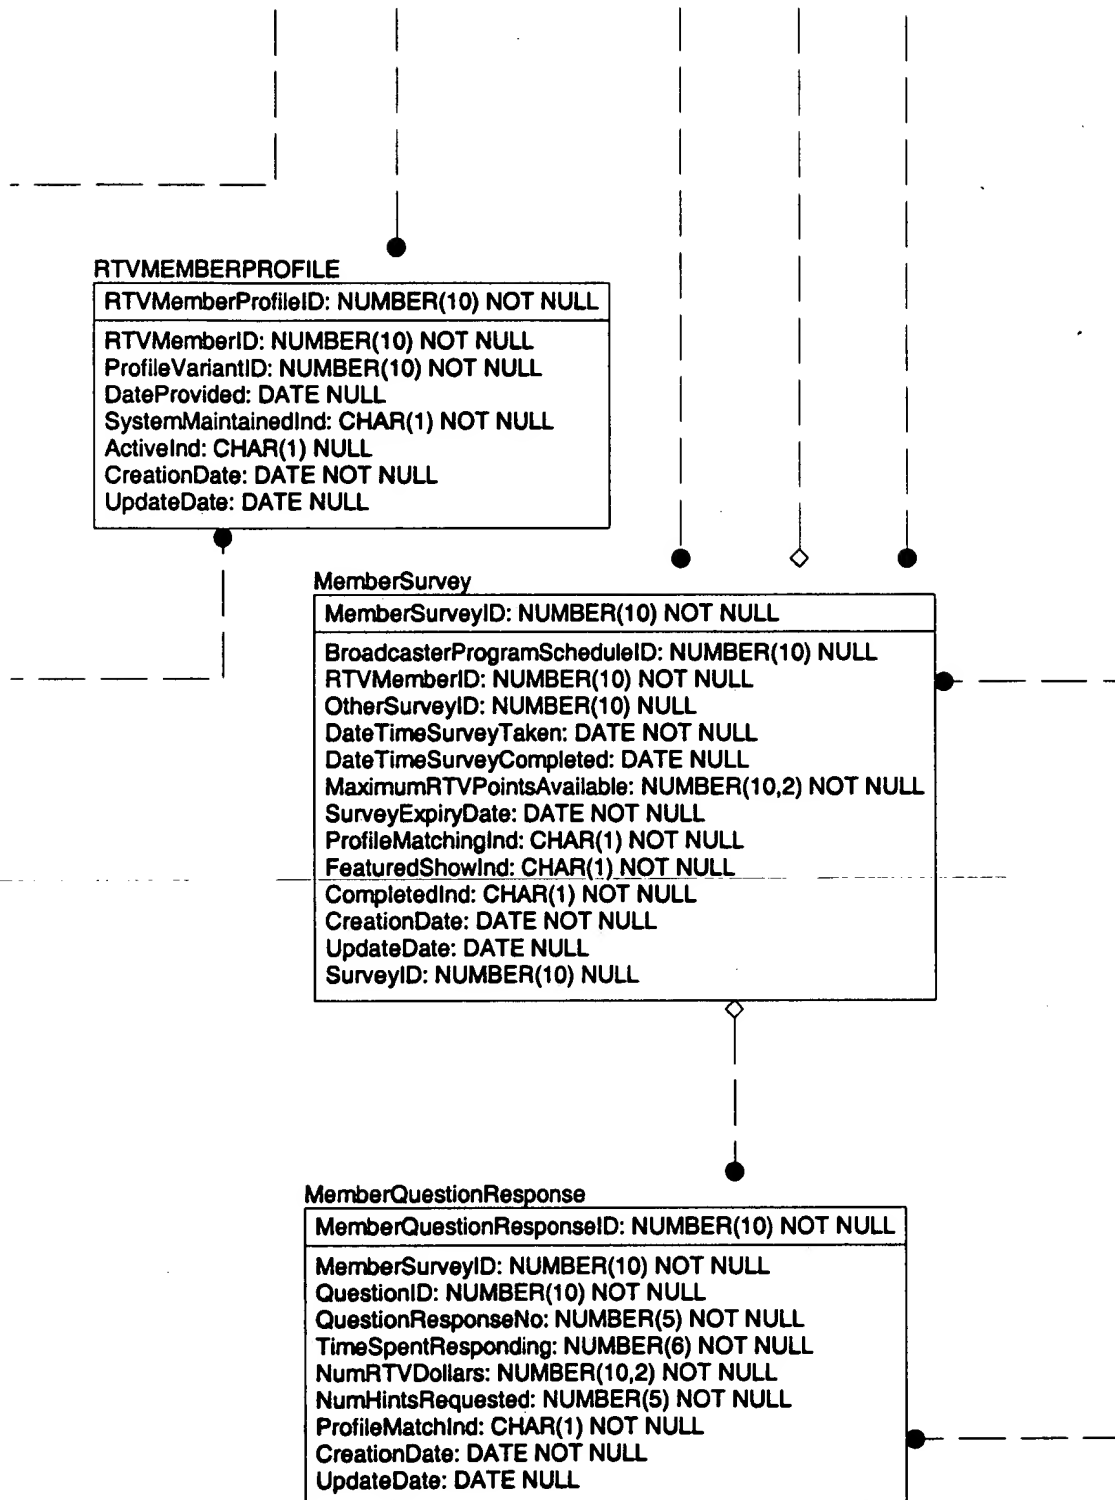 RTVMEMBERPROFILE
RTVMemberProfileID: NUMBER(10) NOT NULL
RTVMemberID: NUMBER(10) NOT NULL
ProfileVariantID: NUMBER(10) NOT NULL
DateProvided: DATE NULL
SystemMaintainedInd: CHAR(1) NOT NULL
ActiveInd: CHAR(1) NULL
CreationDate: DATE NOT NULL
UpdateDate: DATE NULL
MemberSurvey
MemberSurveyID: NUMBER(10) NOT NULL
BroadcasterProgramScheduleID: NUMBER(10) NULL
RTVMemberID: NUMBER(10) NOT NULL
OtherSurveyID: NUMBER(10) NULL
DateTimeSurveyTaken: DATE NOT NULL
DateTimeSurveyCompleted: DATE NULL
MaximumRTVPointsAvailable: NUMBER(10,2) NOT NULL
SurveyExpiryDate: DATE NOT NULL
ProfileMatchingInd: CHAR(1) NOT NULL
FeaturedShowInd: CHAR(1) NOT NULL
CompletedInd: CHAR(1) NOT NULL
CreationDate: DATE NOT NULL
UpdateDate: DATE NULL
SurveyID: NUMBER(10) NULL
MemberQuestionResponse
MemberQuestionResponseID: NUMBER(10) NOT NULL
MemberSurveyID: NUMBER(10) NOT NULL
QuestionID: NUMBER(10) NOT NULL
QuestionResponseNo: NUMBER(5) NOT NULL
TimeSpentResponding: NUMBER(6) NOT NULL
NumRTVDollars: NUMBER(10,2) NOT NULL
NumHintsRequested: NUMBER(5) NOT NULL
ProfileMatchInd: CHAR(1) NOT NULL
CreationDate: DATE NOT NULL
UpdateDate: DATE NULL